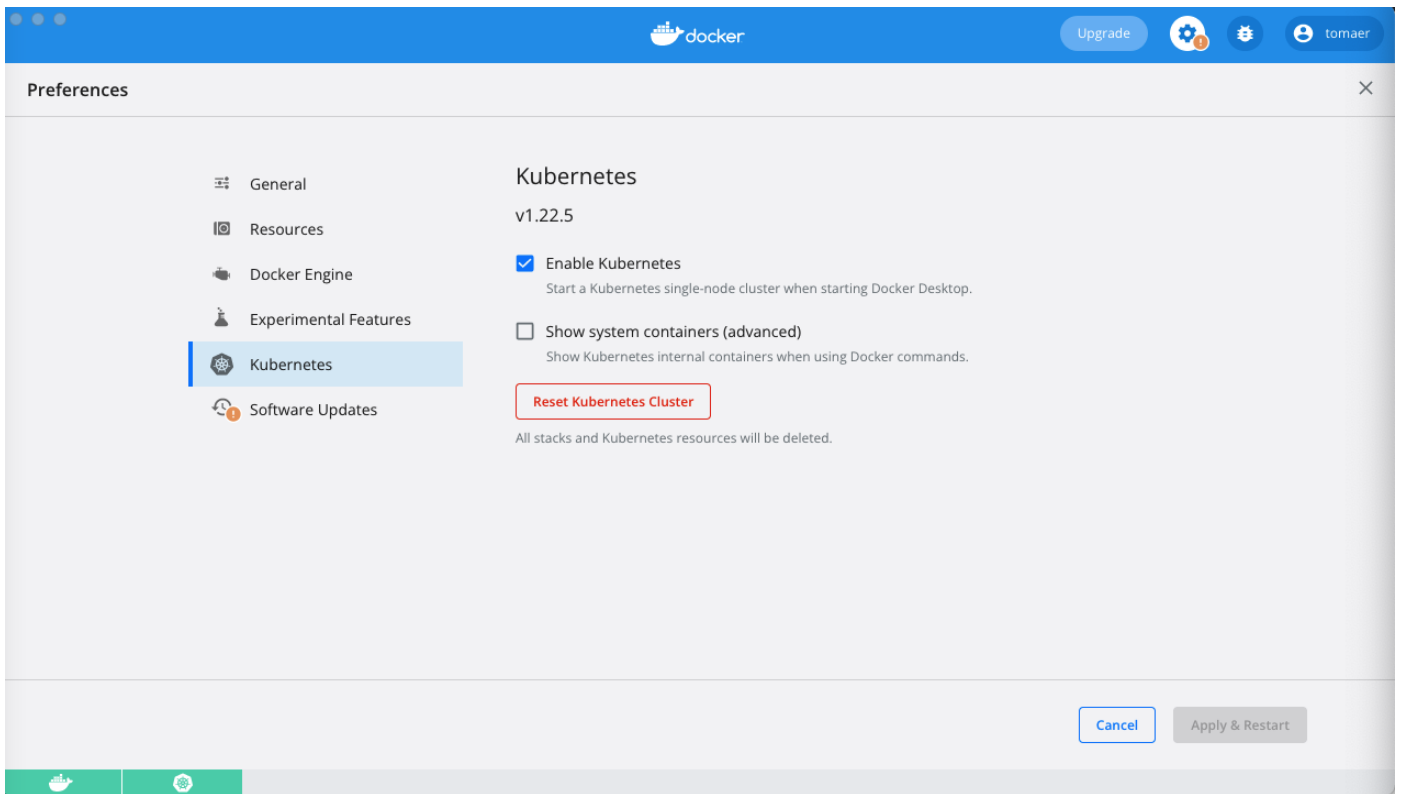 docker
Upgrade
tomaer
Preferences
General
Resources
Docker Engine
Experimental Features
Kubernetes
Software Updates
Kubernetes
v1.22.5
Enable Kubernetes
Start a Kubernetes single-node cluster when starting Docker Desktop.
Show system containers (advanced)
Show Kubernetes internal containers when using Docker commands.
Reset Kubernetes Cluster
All stacks and Kubernetes resources will be deleted.
Cancel
Apply & Restart